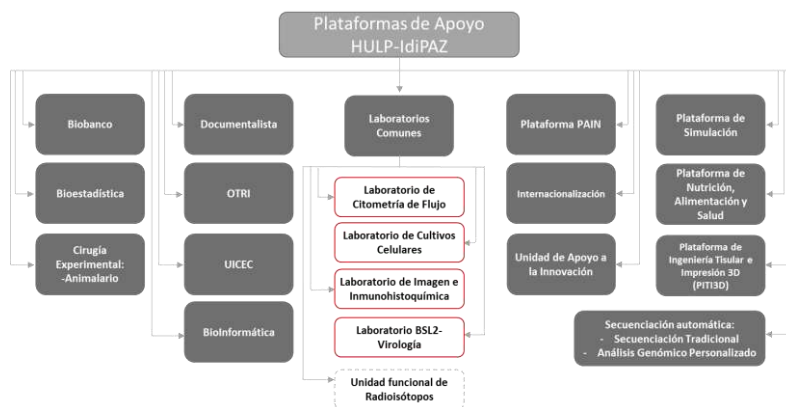 Plataformas de Apoyo
HULP-IdiPAZ
Biobanco
Bioestadística
Cirugía
Experimental:
-Animalario
Documentalista
OTRI
UICEC
BioInformática
Laboratorios
Comunes
Laboratorio de
Citometría de Flujo
Laboratorio de Cultivos
Celulares
Laboratorio de Imagen e
Inmunohistoquímica
Laboratorio BSL2-
Virología
Unidad funcional de
Radioisótopos
Plataforma PAIN
Internacionalización
Unidad de Apoyo a
la Innovación
Plataforma de
Simulación
Plataforma de
Nutrición,
Alimentación y
Salud
Plataforma de
Ingeniería Tisular e
Impresión 3D
(PITI3D)
Secuenciación automática:
- Secuenciación Tradicional
- Análisis Genómico Personalizado